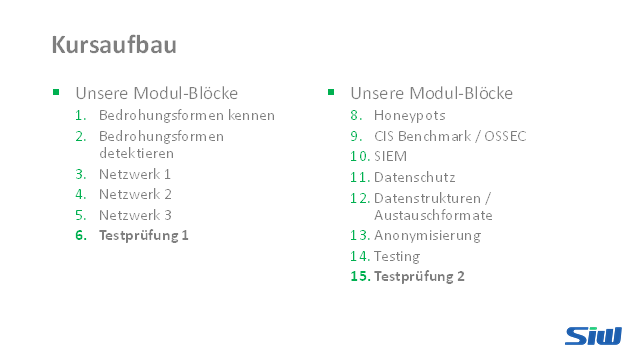 Kursaufbau
Unsere Modul-Blöcke
1. Bedrohungsformen kennen
2. Bedrohungsformen
detektieren
3. Netzwerk 1
4. Netzwerk 2
5. Netzwerk 3
6. Testprüfung 1
Unsere Modul-Blöcke
8. Honeypots
9. CIS Benchmark / OSSEC
10. SIEM
11. Datenschutz
12. Datenstrukturen /
Austauschformate
13. Anonymisierung
14. Testing
15. Testprüfung 2
SIW